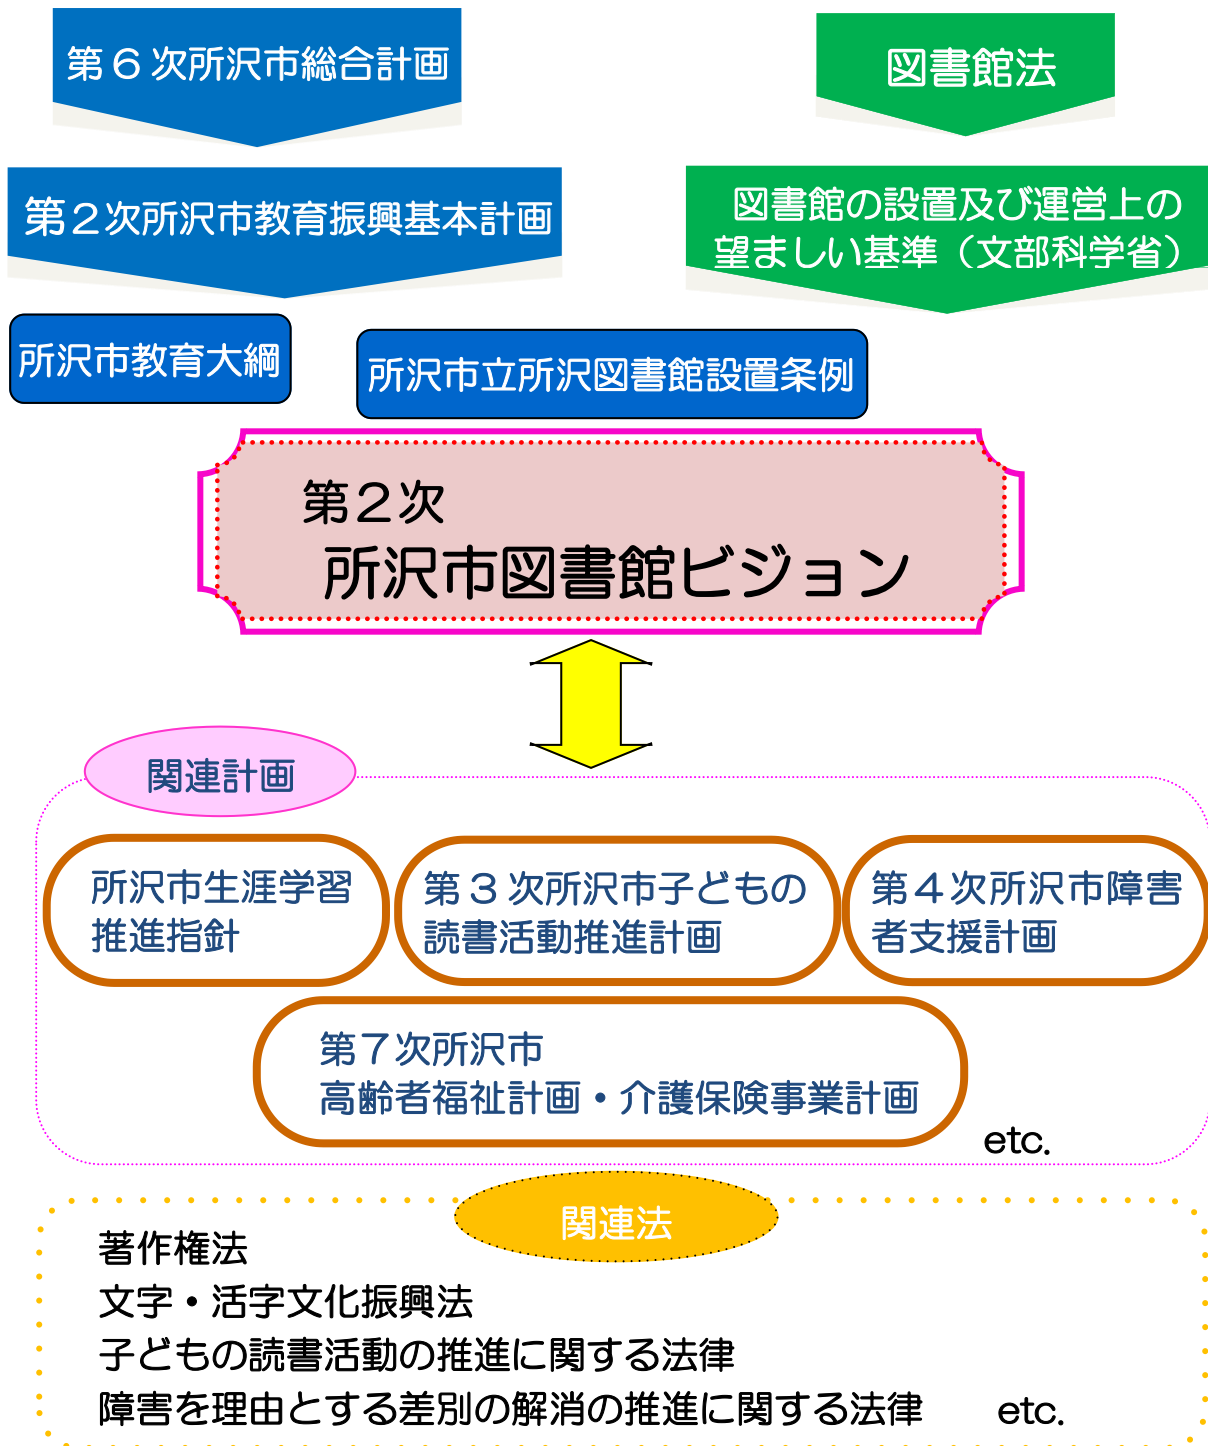 第６次所沢市総合計画
図書館法
第２次所沢市教育振興基本計画
図書館の設置及び運営上の
望ましい基準（文部科学省）
所沢市教育大綱
所沢市立所沢図書館設置条例
第２次
所沢市図書館ビジョン
関連計画
所沢市生涯学習
推進指針
第３次所沢市子どもの
読書活動推進計画
第４次所沢市障害
者支援計画
第７次所沢市
高齢者福祉計画・介護保険事業計画
etc.
関連法
著作権法
文字・活字文化振興法
子どもの読書活動の推進に関する法律
障害を理由とする差別の解消の推進に関する法律　　etc.